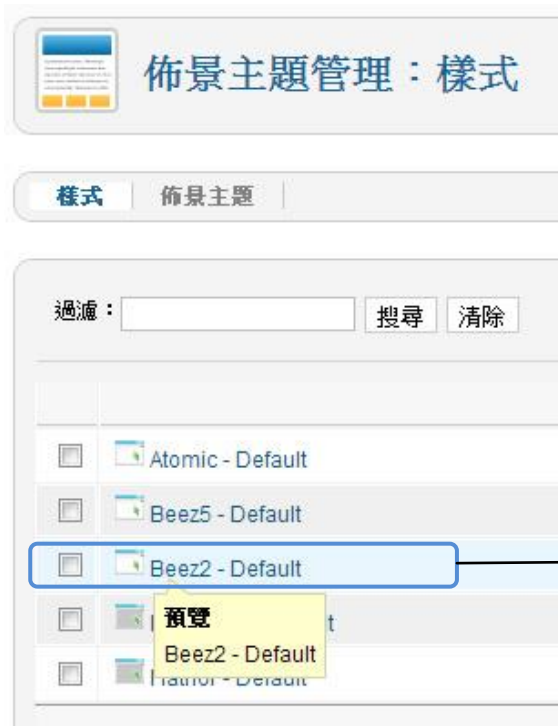 佈景主題管理：樣式
樣式 佈景主題
過濾： 搜尋 清除
Atomic - Default
Beez5 - Default
Beez2 - Default
預覽
Beez2 - Default